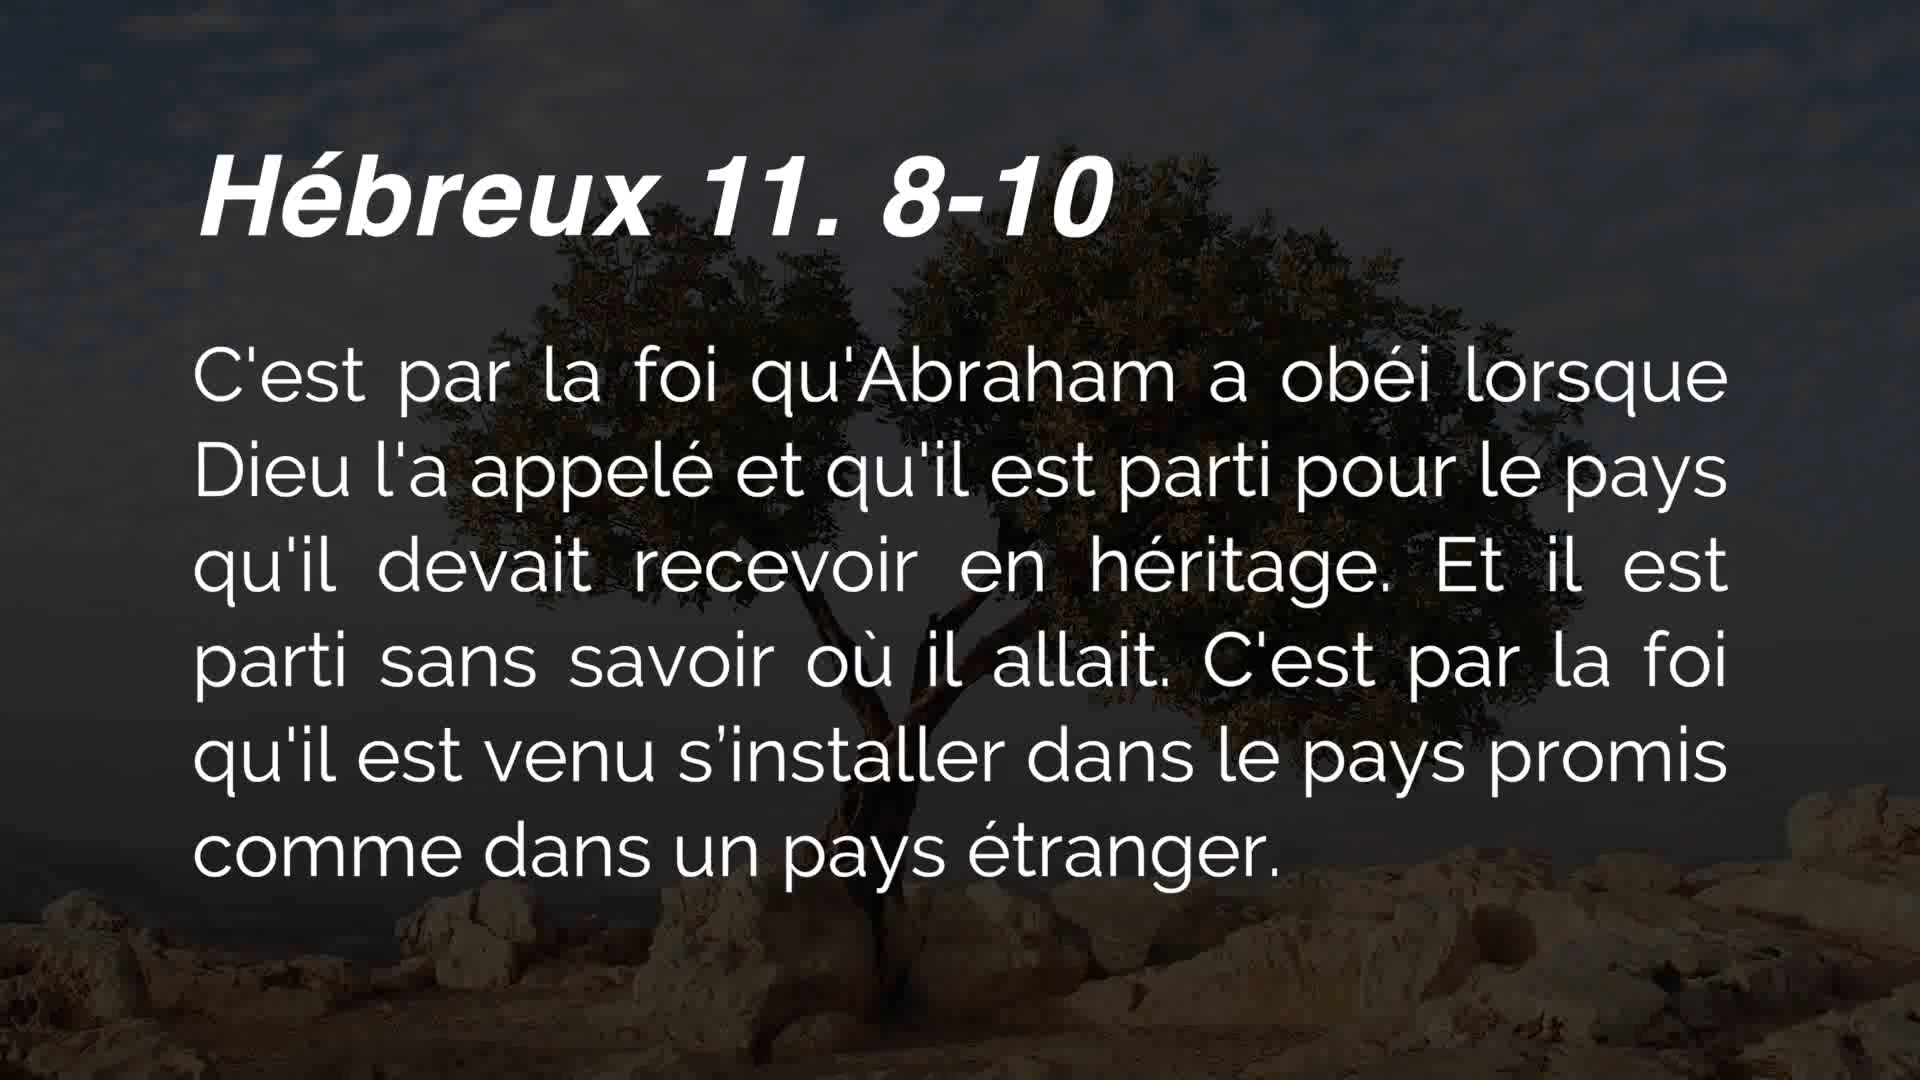 Hébreux 11. 8-10
C'est par la foi qu'Abraham a obéi lorsque
Dieu l'a appelé et qu'il est parti pour le pays
qu'il devait recevoir en héritage. Et il est
parti sans savoir où il allait. C'est par la foi
qu'il est venu s’installer dans le pays promis
comme dans un pays étranger.